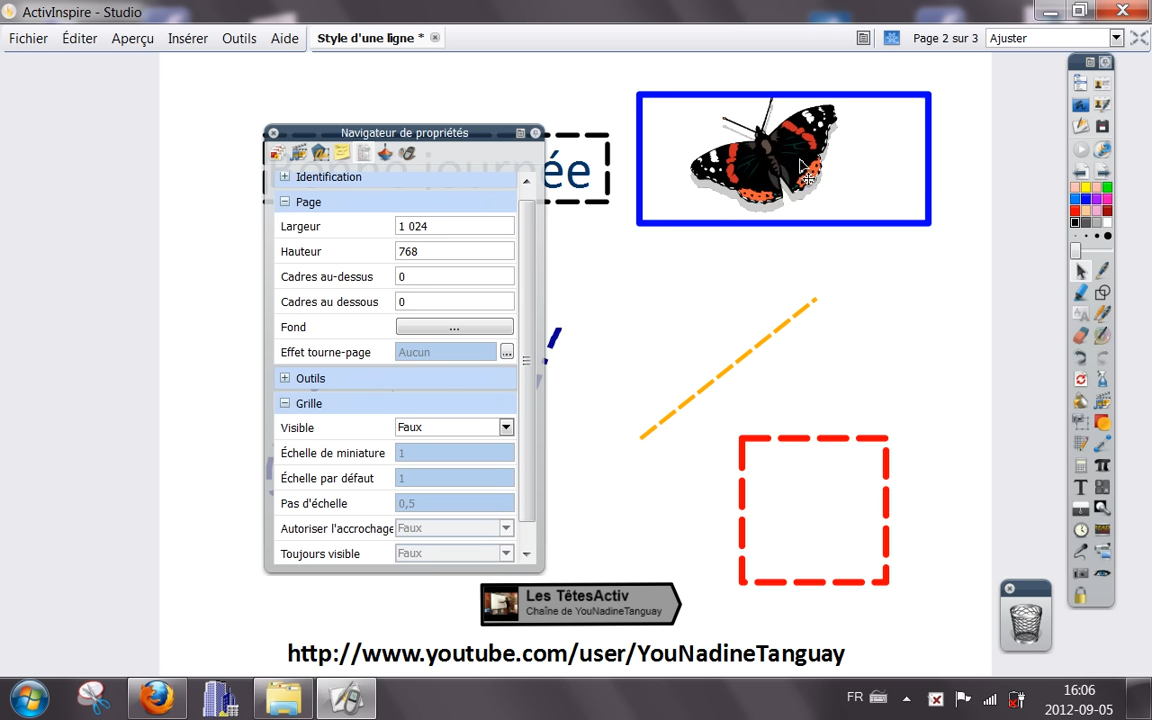 ActivInspire - Studio
Fichier Éditer Aperçu Insérer Outils Aide Style d'une ligne * Page 2 sur 3 Ajuster
Navigateur de propriétés
ée
Identification
Page
Largeur 1 024
Hauteur 768
Cadres au-dessus 0
Cadres au dessous 0
Fond ...
Effet tourne-page Aucun ...
Outils
Grille
Visible Faux
Échelle de miniature 1
Échelle par défaut 1
Pas d'échelle 0,5
Autoriser l'accrochage Faux
Toujours visible Faux
Les TêtesActiv
Chaîne de YouNadineTanguay
http://www.youtube.com/user/YouNadineTanguay
FR
16:06
2012-09-05